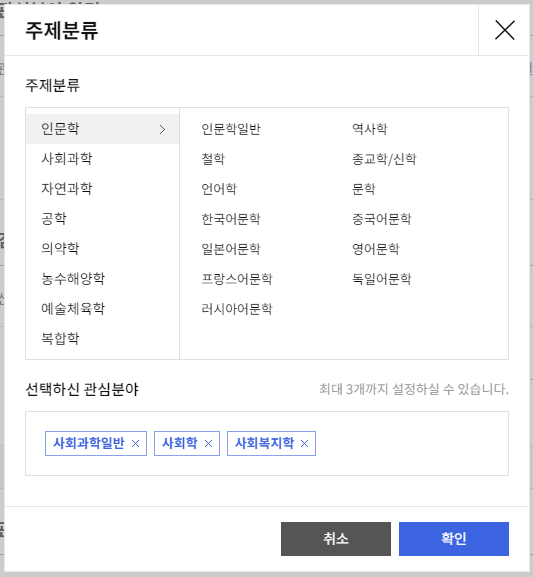 주제분류
주제분류
인문학
사회과학
자연과학
공학
의약학
농수해양학
예술체육학
복합학
인문학일반 역사학
철학 종교학/신학
언어학 문학
한국어문학 중국어문학
일본어문학 영어문학
프랑스어문학 독일어문학
러시아어문학
선택하신 관심분야 최대 3개까지 설정하실 수 있습니다.
사회과학일반 사회학 사회복지학
취소 확인